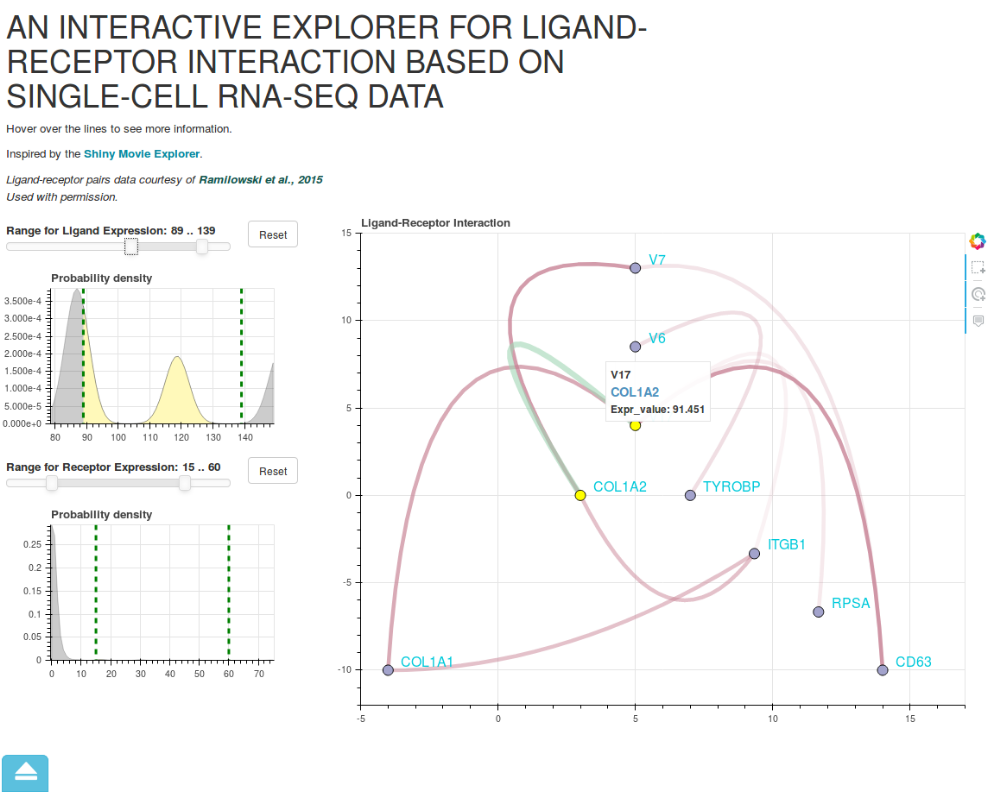 AN INTERACTIVE EXPLORER FOR LIGAND-
RECEPTOR INTERACTION BASED ON
SINGLE-CELL RNA-SEQ DATA
Hover over the lines to see more information.
Inspired by the Shiny Movie Explorer.
Ligand-receptor pairs data courtesy of Ramilowski et al., 2015
Used with permission.
Range for Ligand Expression: 89 .. 139
Reset
Probability density
3.500e-4
3.000e-4
2.500e-4
2.000e-4
1.500e-4
1.000e-4
5.000e-5
0.000e+0
80 90 100 110 120 130 140
Range for Receptor Expression: 15 .. 60
Reset
Probability density
0.25
0.2
0.15
0.1
0.05
0
0 10 20 30 40 50 60 70
Ligand-Receptor Interaction
15
10
5
0
-5
-10
-5 0 5 10 15
V7
V6
V17
COL1A2
Expr_value: 91.451
COL1A2
TYROBP
ITGB1
RPSA
COL1A1
CD63